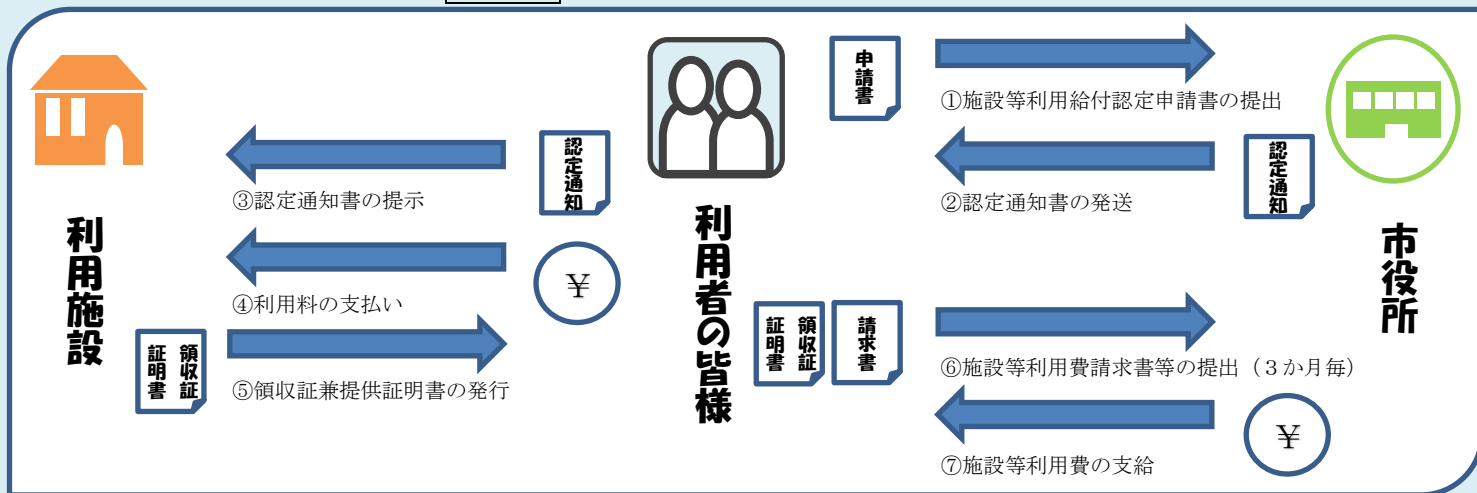 申請書
①施設等利用給付認定申請書の提出
認定通知
②認定通知書の発送
認定通知
③認定通知書の提示
¥
④利用料の支払い
領収証
証明書
⑤領収証兼提供証明書の発行
領収証
証明書
請求書
⑥施設等利用費請求書等の提出（３か月毎）
¥
⑦施設等利用費の支給
利用施設
利用者の皆様
市役所